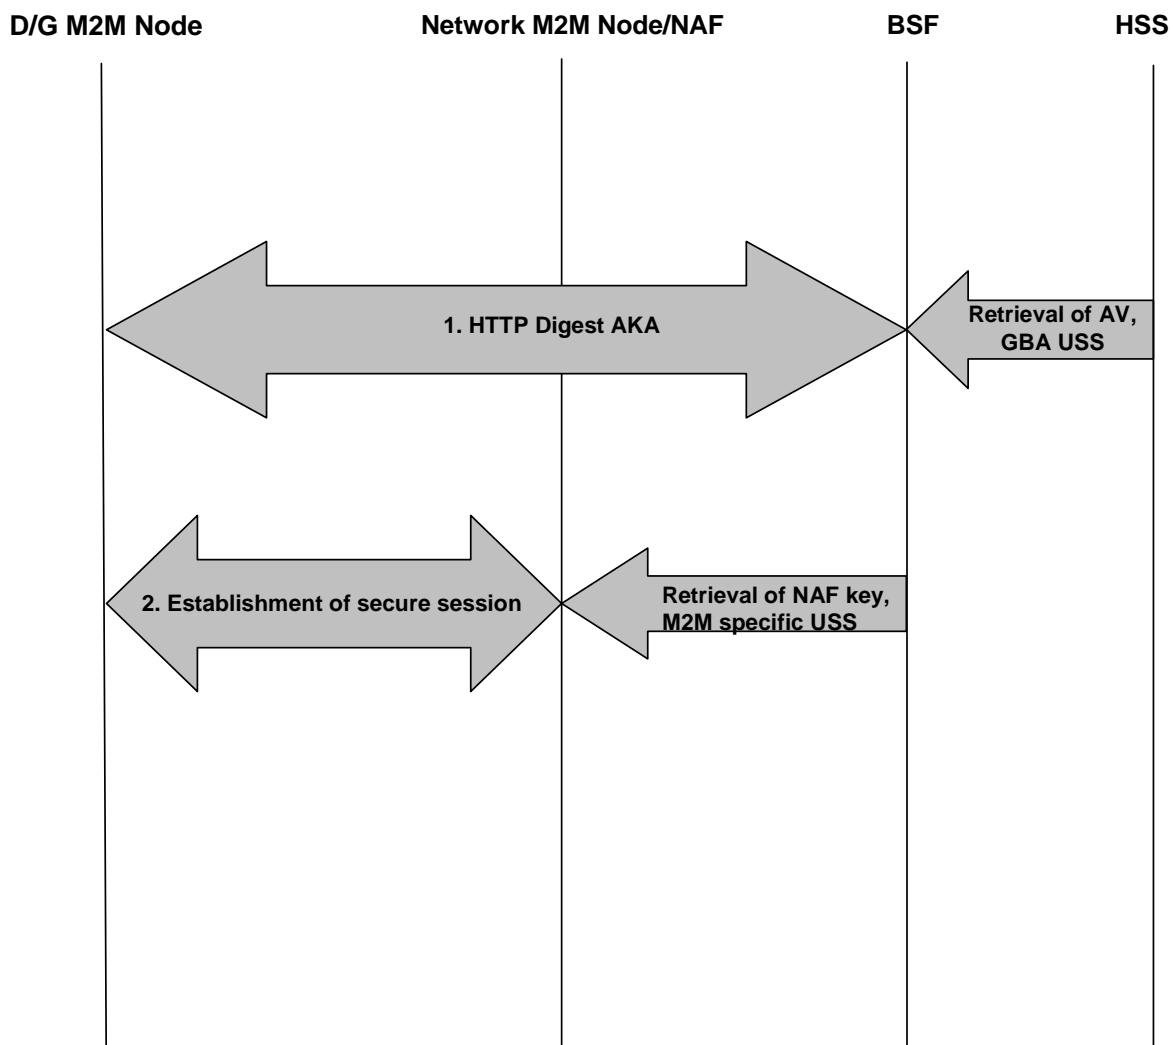 D/G M2M Node
Network M2M Node/NAF
BSF
HSS
1. HTTP Digest AKA
Retrieval of AV,
GBA USS
2. Establishment of secure session
Retrieval of NAF key,
M2M specific USS